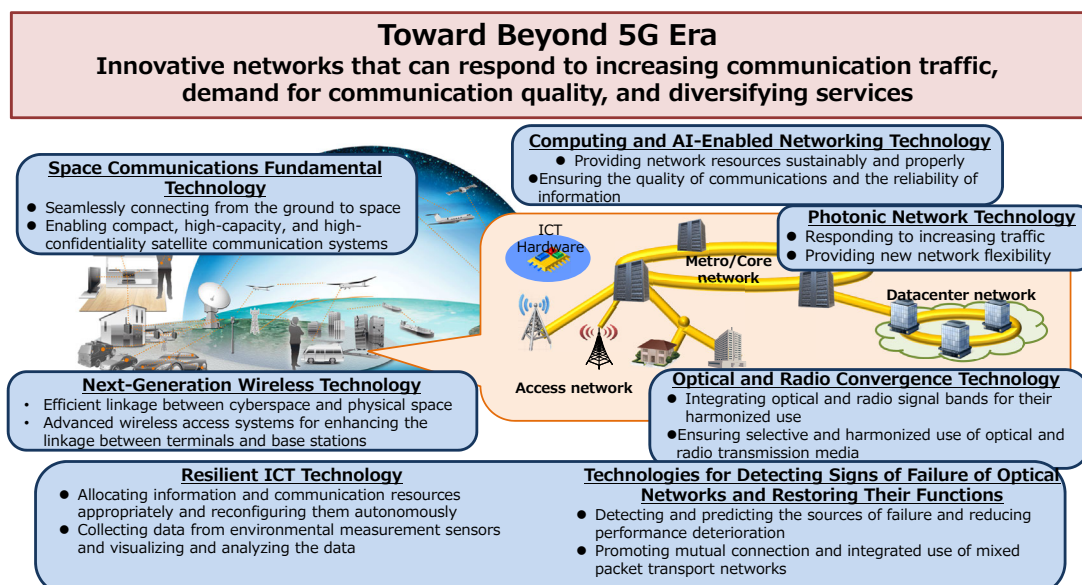 Toward Beyond 5G Era
Innovative networks that can respond to increasing communication traffic,
demand for communication quality, and diversifying services
Space Communications Fundamental
Technology
● Seamlessly connecting from the ground to space
● Enabling compact, high-capacity, and high-
confidentiality satellite communication systems
Computing and AI-Enabled Networking Technology
● Providing network resources sustainably and properly
●Ensuring the quality of communications and the reliability of
information
Photonic Network Technology
● Responding to increasing traffic
● Providing new network flexibility
ICT
Hardware
Metro/Core
network
Datacenter network
Access network
Next-Generation Wireless Technology
• Efficient linkage between cyberspace and physical space
• Advanced wireless access systems for enhancing the
linkage between terminals and base stations
Optical and Radio Convergence Technology
● Integrating optical and radio signal bands for their
harmonized use
●Ensuring selective and harmonized use of optical and
radio transmission media
Resilient ICT Technology
● Allocating information and communication resources
appropriately and reconfiguring them autonomously
● Collecting data from environmental measurement sensors
and visualizing and analyzing the data
Technologies for Detecting Signs of Failure of Optical
Networks and Restoring Their Functions
● Detecting and predicting the sources of failure and reducing
performance deterioration
● Promoting mutual connection and integrated use of mixed
packet transport networks